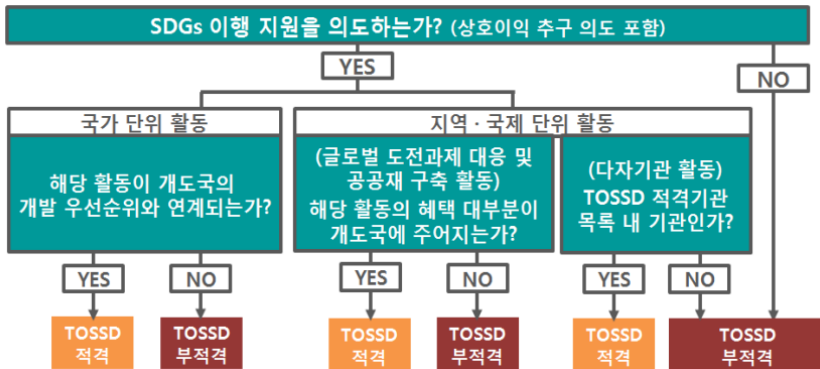 SDGs 이행 지원을 의도하는가? (상호이익 추구 의도 포함)
YES
NO
국가 단위 활동
지역 · 국제 단위 활동
해당 활동이 개도국의
개발 우선순위와 연계되는가?
(글로벌 도전과제 대응 및
공공재 구축 활동)
해당 활동의 혜택 대부분이
개도국에 주어지는가?
(다자기관 활동)
TOSSD 적격기관
목록 내 기관인가?
YES
NO
YES
NO
YES
NO
TOSSD
적격
TOSSD
부적격
TOSSD
적격
TOSSD
부적격
TOSSD
적격
TOSSD
부적격